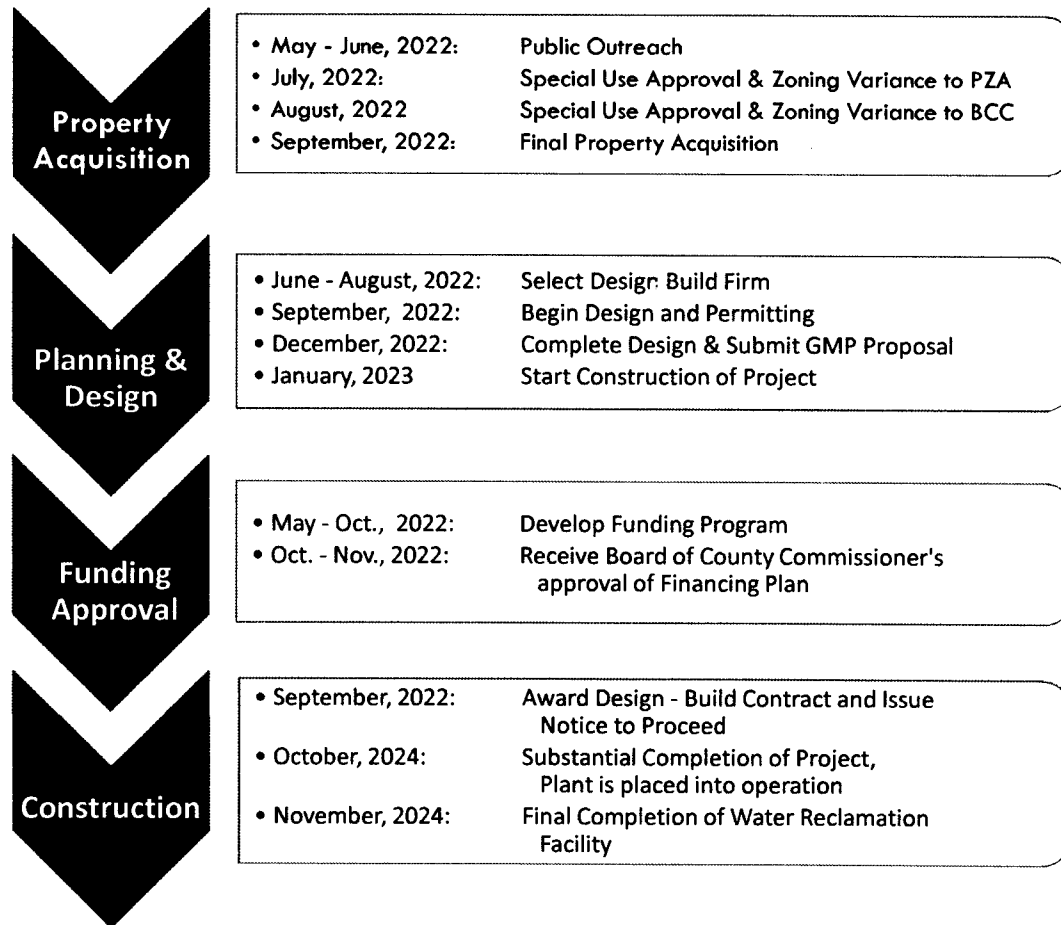 Property
Acquisition
• May - June, 2022: Public Outreach
• July, 2022: Special Use Approval & Zoning Variance to PZA
• August, 2022 Special Use Approval & Zoning Variance to BCC
• September, 2022: Final Property Acquisition
Planning &
Design
• June - August, 2022: Select Design Build Firm
• September, 2022: Begin Design and Permitting
• December, 2022: Complete Design & Submit GMP Proposal
• January, 2023 Start Construction of Project
Funding
Approval
• May - Oct., 2022: Develop Funding Program
• Oct. - Nov., 2022: Receive Board of County Commissioner's
approval of Financing Plan
Construction
• September, 2022: Award Design - Build Contract and Issue
Notice to Proceed
• October, 2024: Substantial Completion of Project,
Plant is placed into operation
• November, 2024: Final Completion of Water Reclamation
Facility